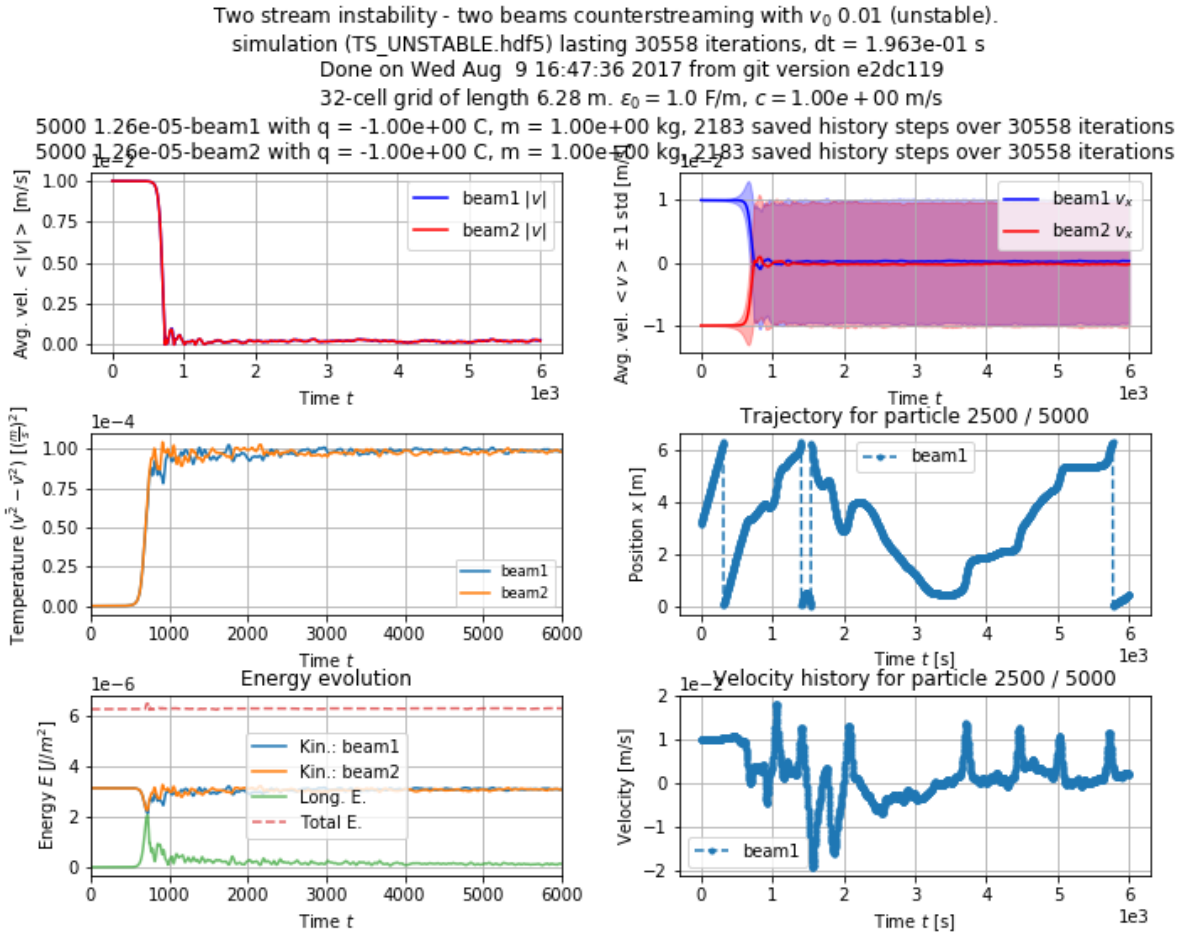 Two stream instability - two beams counterstreaming with v₀ 0.01 (unstable).
simulation (TS_UNSTABLE.hdf5) lasting 30558 iterations, dt = 1.963e-01 s
Done on Wed Aug  9 16:47:36 2017 from git version e2dc119
32-cell grid of length 6.28 m. ε₀ = 1.0 F/m, c = 1.00e + 00 m/s
5000 1.26e-05-beam1 with q = -1.00e+00 C, m = 1.00e+00 kg, 2183 saved history steps over 30558 iterations
5000 1.26e-05-beam2 with q = -1.00e+00 C, m = 1.00e+00 kg, 2183 saved history steps over 30558 iterations
1e-2
Avg. vel. < |v| > [m/s]
1.00
0.75
0.50
0.25
0.00
beam1 |v|
beam2 |v|
0 1 2 3 4 5 6
1e3
Time t
1e-2
Avg. vel. < v > ± 1 std [m/s]
1
0
−1
beam1 vₓ
beam2 vₓ
0 1 2 3 4 5 6
1e3
Time t
1e-4
Temperature (v̄² − v̄²) [(m/s)²]
1.00
0.75
0.50
0.25
0.00
beam1
beam2
0 1000 2000 3000 4000 5000 6000
Time t
Trajectory for particle 2500 / 5000
Position x [m]
6
4
2
0
beam1
0 1 2 3 4 5 6
1e3
Time t [s]
Energy evolution
1e-6
Energy E [J/m²]
6
4
2
0
Kin.: beam1
Kin.: beam2
Long. E.
Total E.
0 1000 2000 3000 4000 5000 6000
Time t
Velocity history for particle 2500 / 5000
1e-2
Velocity [m/s]
2
1
0
−1
−2
beam1
0 1 2 3 4 5 6
1e3
Time t [s]